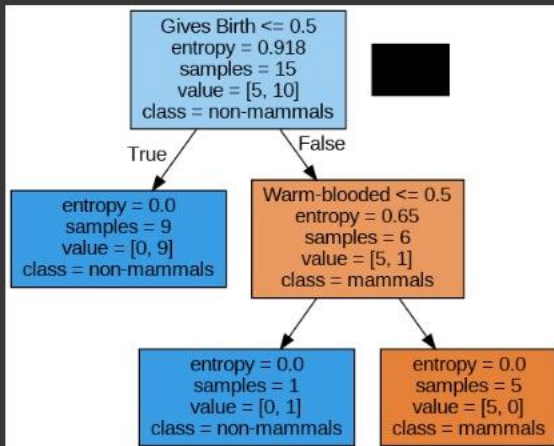 Gives Birth <= 0.5
entropy = 0.918
samples = 15
value = [5, 10]
class = non-mammals
True
False
entropy = 0.0
samples = 9
value = [0, 9]
class = non-mammals
Warm-blooded <= 0.5
entropy = 0.65
samples = 6
value = [5, 1]
class = mammals
entropy = 0.0
samples = 1
value = [0, 1]
class = non-mammals
entropy = 0.0
samples = 5
value = [5, 0]
class = mammals